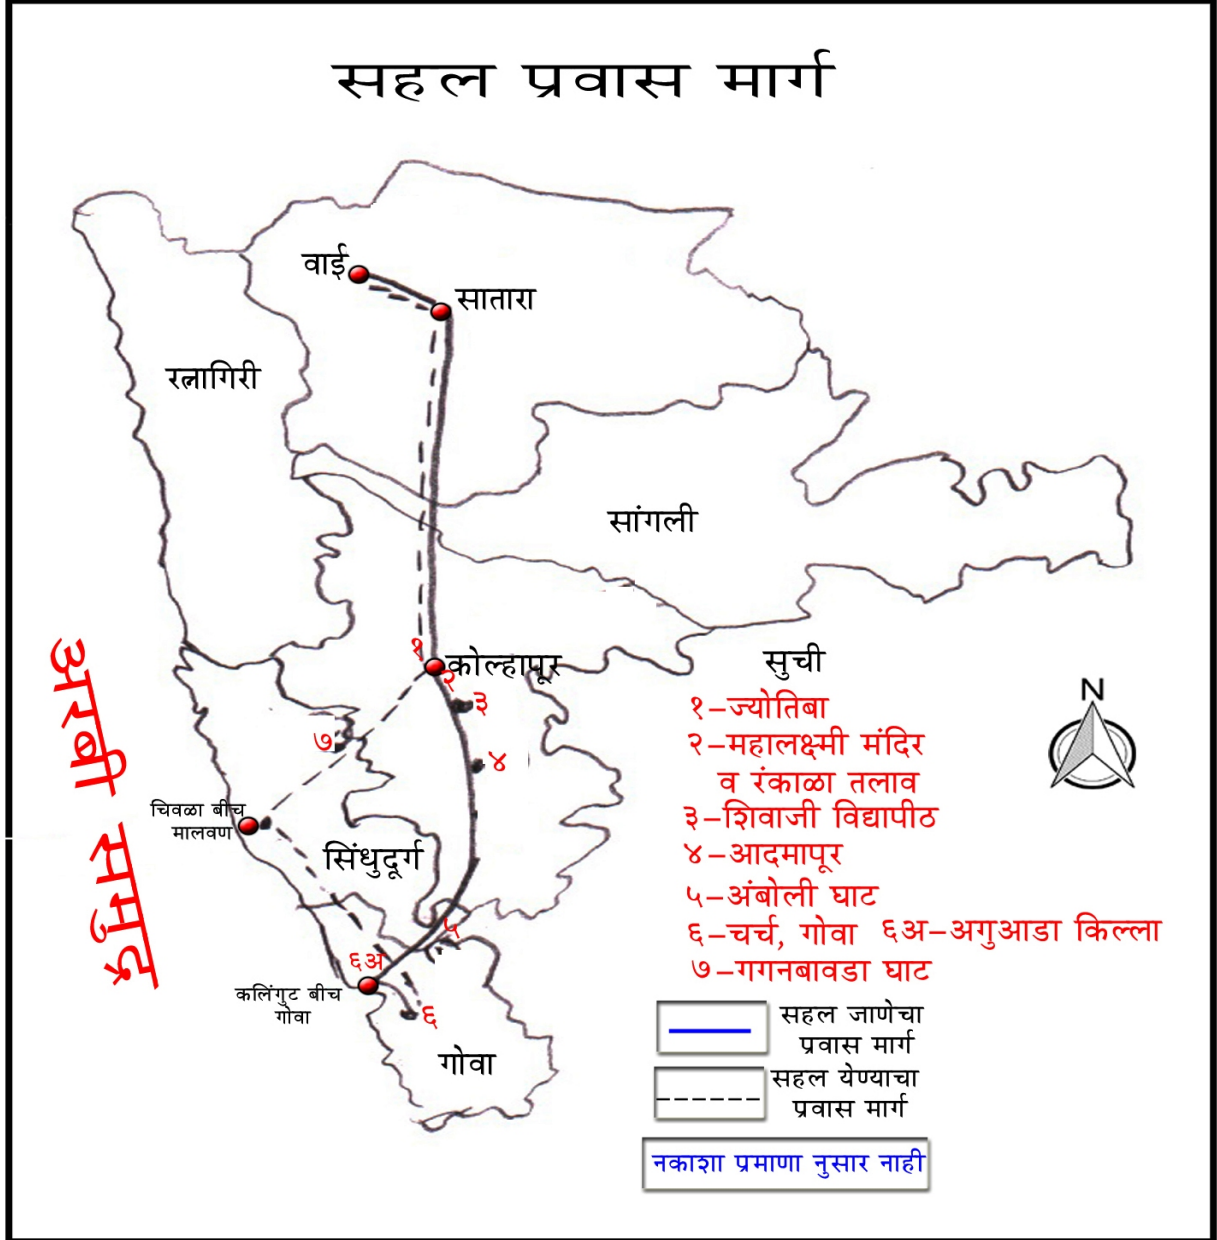 सहल प्रवास मार्ग
वाई
सातारा
रत्नागिरी
सांगली
१
कोल्हापूर
२
३
४
७
चिवळा बीच
मालवण
सिंधुदूर्ग
५
६अ
कलिंगुट बीच
गोवा
६
गोवा
अरबी समुद्र
सुची
१–ज्योतिबा
२–महालक्ष्मी मंदिर
व रंकाळा तलाव
३–शिवाजी विद्यापीठ
४–आदमापूर
५–अंबोली घाट
६–चर्च, गोवा ६अ–अगुआडा किल्ला
७–गगनबावडा घाट
N
सहल जाणेचा
प्रवास मार्ग
सहल येण्याचा
प्रवास मार्ग
नकाशा प्रमाणा नुसार नाही